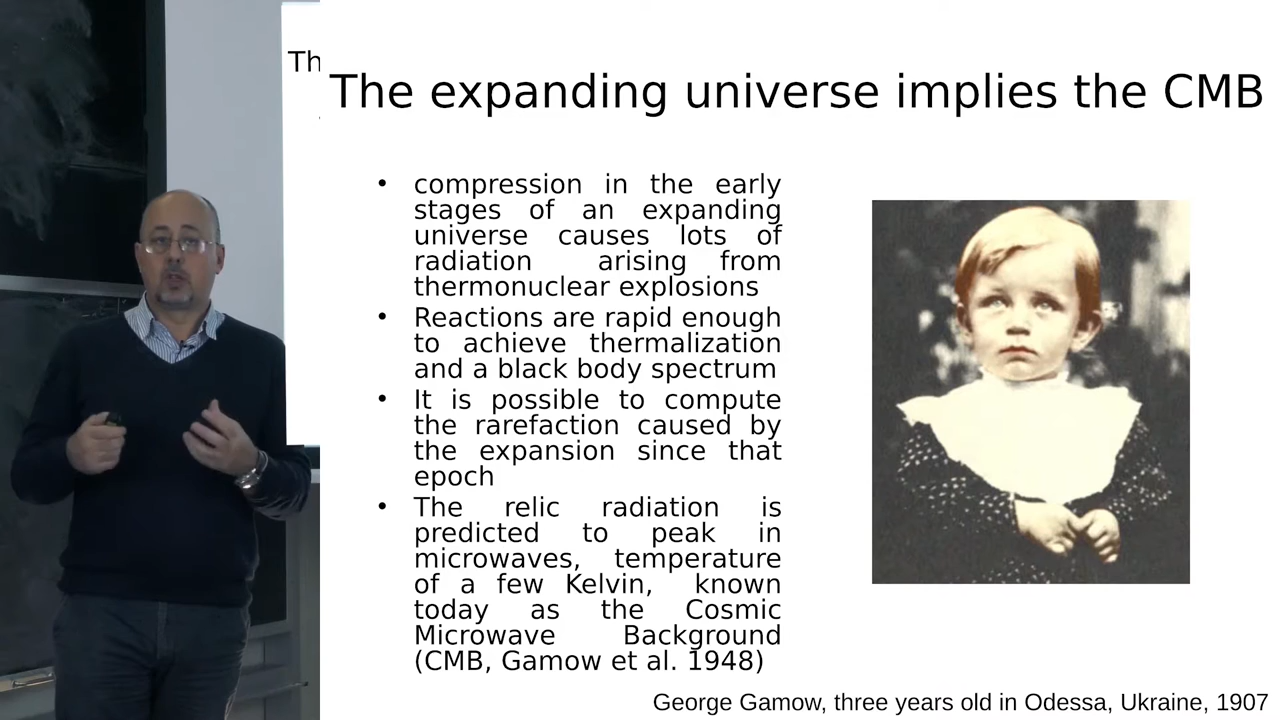 Th
The expanding universe implies the CMB
• compression in the early
stages of an expanding
universe causes lots of
radiation arising from
thermonuclear explosions
• Reactions are rapid enough
to achieve thermalization
and a black body spectrum
• It is possible to compute
the rarefaction caused by
the expansion since that
epoch
• The relic radiation is
predicted to peak in
microwaves, temperature
of a few Kelvin, known
today as the Cosmic
Microwave Background
(CMB, Gamow et al. 1948)
George Gamow, three years old in Odessa, Ukraine, 1907